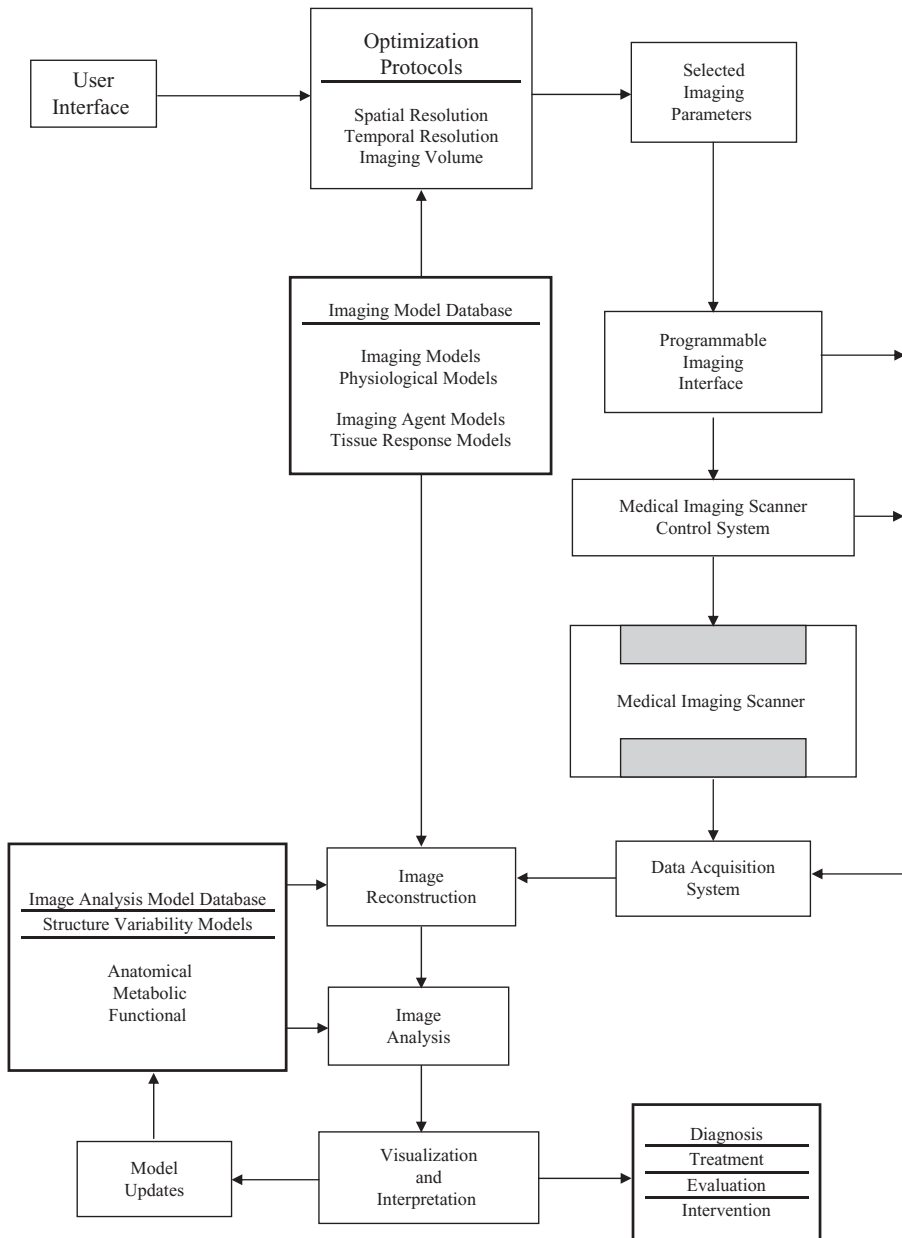 User
Interface
Optimization
Protocols
Spatial Resolution
Temporal Resolution
Imaging Volume
Selected
Imaging
Parameters
Imaging Model Database
Imaging Models
Physiological Models
Imaging Agent Models
Tissue Response Models
Programmable
Imaging
Interface
Medical Imaging Scanner
Control System
Medical Imaging Scanner
Data Acquisition
System
Image
Reconstruction
Image Analysis Model Database
Structure Variability Models
Anatomical
Metabolic
Functional
Image
Analysis
Visualization
and
Interpretation
Model
Updates
Diagnosis
Treatment
Evaluation
Intervention